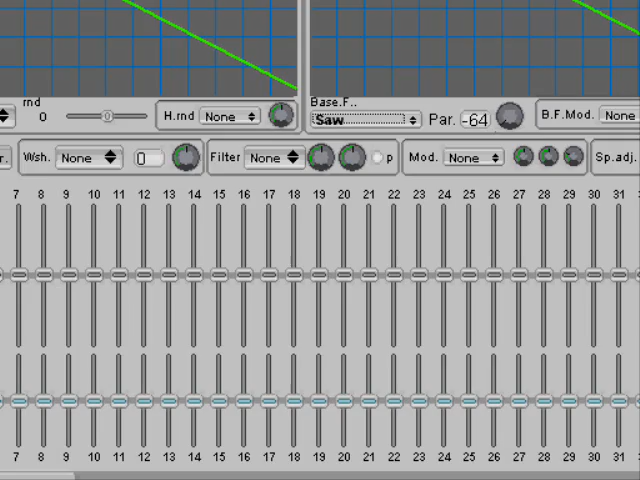 rnd
0
H.rnd None
Base.F..
Saw
Par. -64
B.F.Mod. None
r. Wsh. None 0 Filter None p Mod. None Sp.adj.
7 8 9 10 11 12 13 14 15 16 17 18 19 20 21 22 23 24 25 26 27 28 29 30 31
7 8 9 10 11 12 13 14 15 16 17 18 19 20 21 22 23 24 25 26 27 28 29 30 31